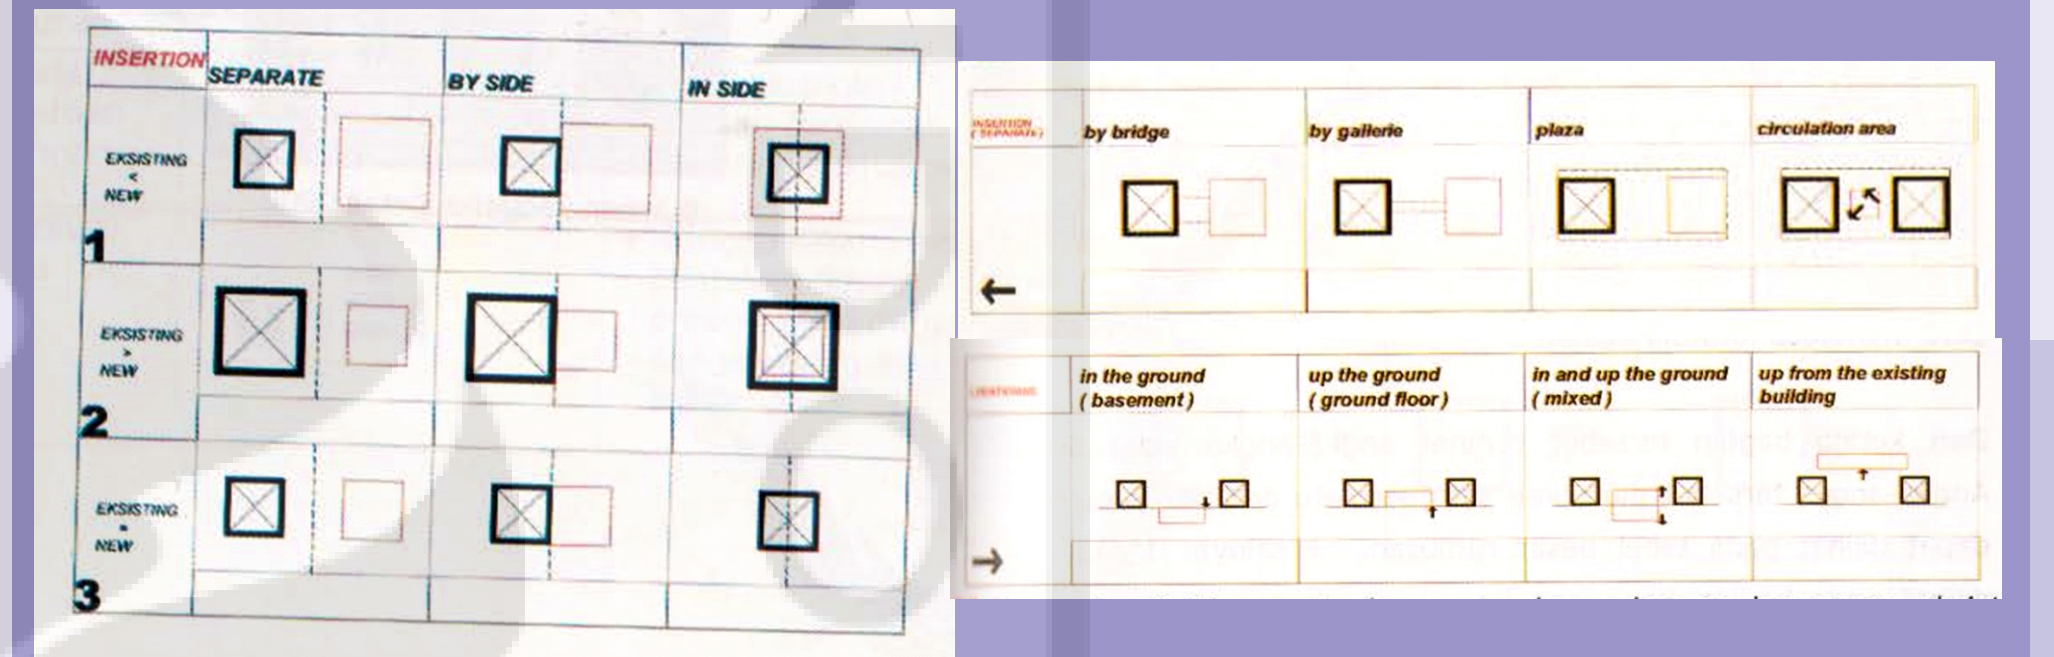 INSERTION
SEPARATE
BY SIDE
IN SIDE
EKSISTING
<
NEW
1
EKSISTING
>
NEW
2
EKSISTING
=
NEW
3
INSERTION
( SEPARATE )
by bridge
by gallerie
plaza
circulation area
in the ground
( basement )
up the ground
( ground floor )
in and up the ground
( mixed )
up from the existing
building